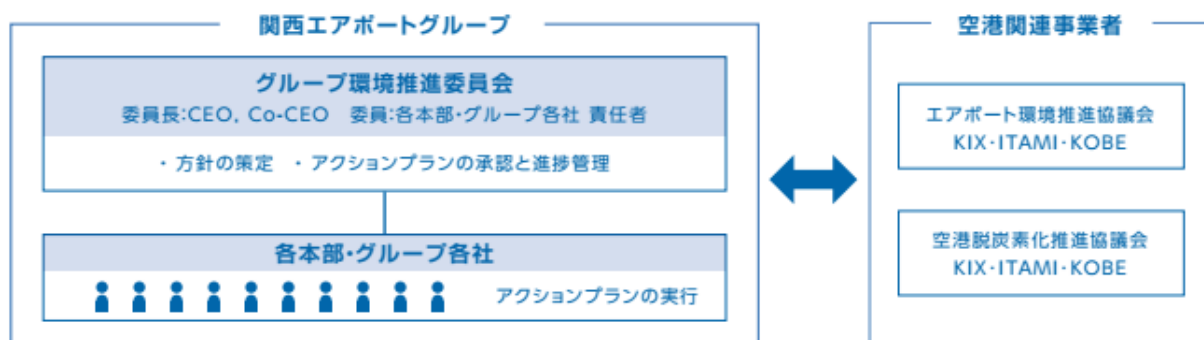 関西エアポートグループ
グループ環境推進委員会
委員長:CEO, Co-CEO　委員:各本部・グループ各社 責任者
・方針の策定　・アクションプランの承認と進捗管理
各本部・グループ各社
アクションプランの実行
空港関連事業者
エアポート環境推進協議会
KIX・ITAMI・KOBE
空港脱炭素化推進協議会
KIX・ITAMI・KOBE